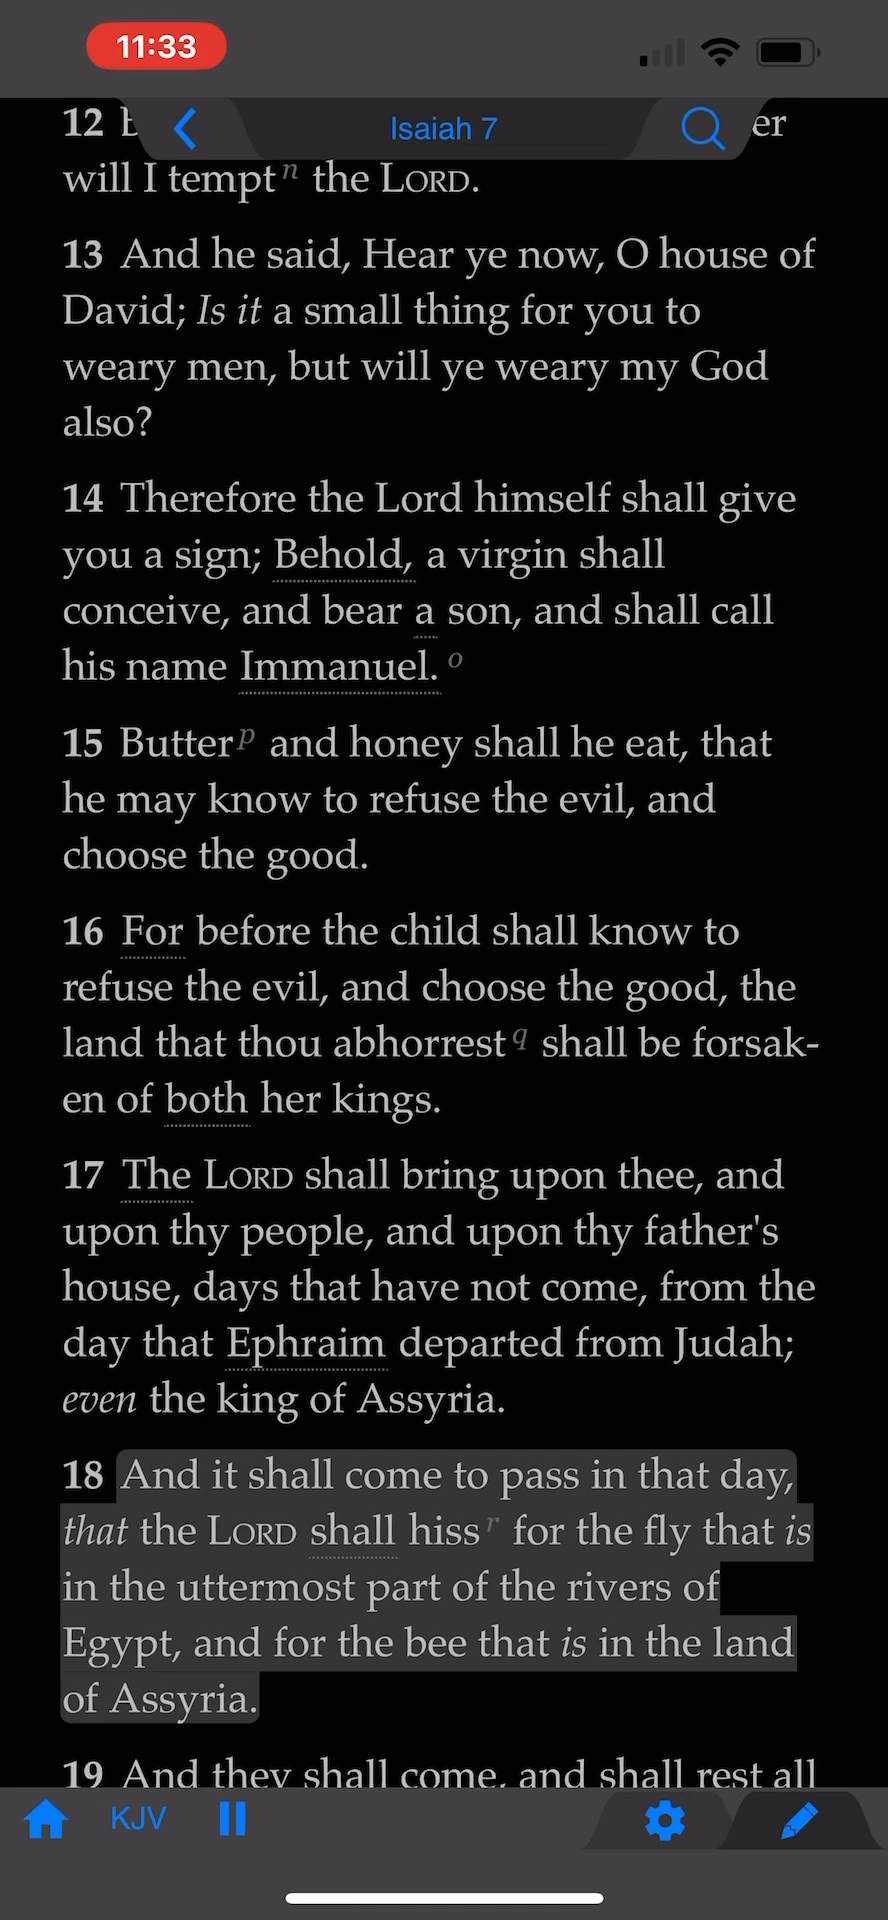 11:33
Isaiah 7
12 er
will I tempt n the LORD.
13 And he said, Hear ye now, O house of
David; Is it a small thing for you to
weary men, but will ye weary my God
also?
14 Therefore the Lord himself shall give
you a sign; Behold, a virgin shall
conceive, and bear a son, and shall call
his name Immanuel. o
15 Butter p and honey shall he eat, that
he may know to refuse the evil, and
choose the good.
16 For before the child shall know to
refuse the evil, and choose the good, the
land that thou abhorrest q shall be forsak-
en of both her kings.
17 The LORD shall bring upon thee, and
upon thy people, and upon thy father's
house, days that have not come, from the
day that Ephraim departed from Judah;
even the king of Assyria.
18 And it shall come to pass in that day,
that the LORD shall hiss r for the fly that is
in the uttermost part of the rivers of
Egypt, and for the bee that is in the land
of Assyria.
19 And they shall come, and shall rest all
KJV